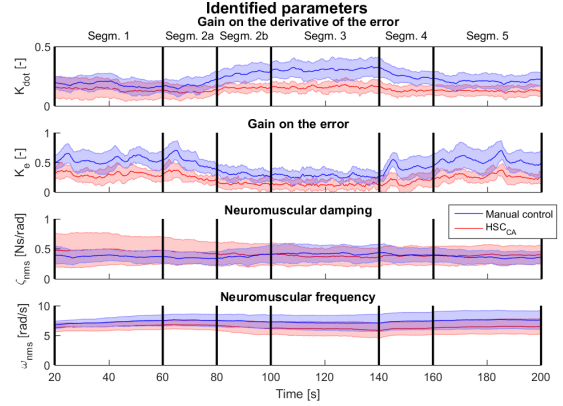 Identified parameters
Gain on the derivative of the error
Segm. 1 Segm. 2a Segm. 2b Segm. 3 Segm. 4 Segm. 5
K_dot [-]
0.5
0
Gain on the error
K_e [-]
1
0.5
0
Neuromuscular damping
ζ_nms [Ns/rad]
1
0.5
0
Manual control
HSC_CA
Neuromuscular frequency
ω_nms [rad/s]
10
5
0
20 40 60 80 100 120 140 160 180 200
Time [s]